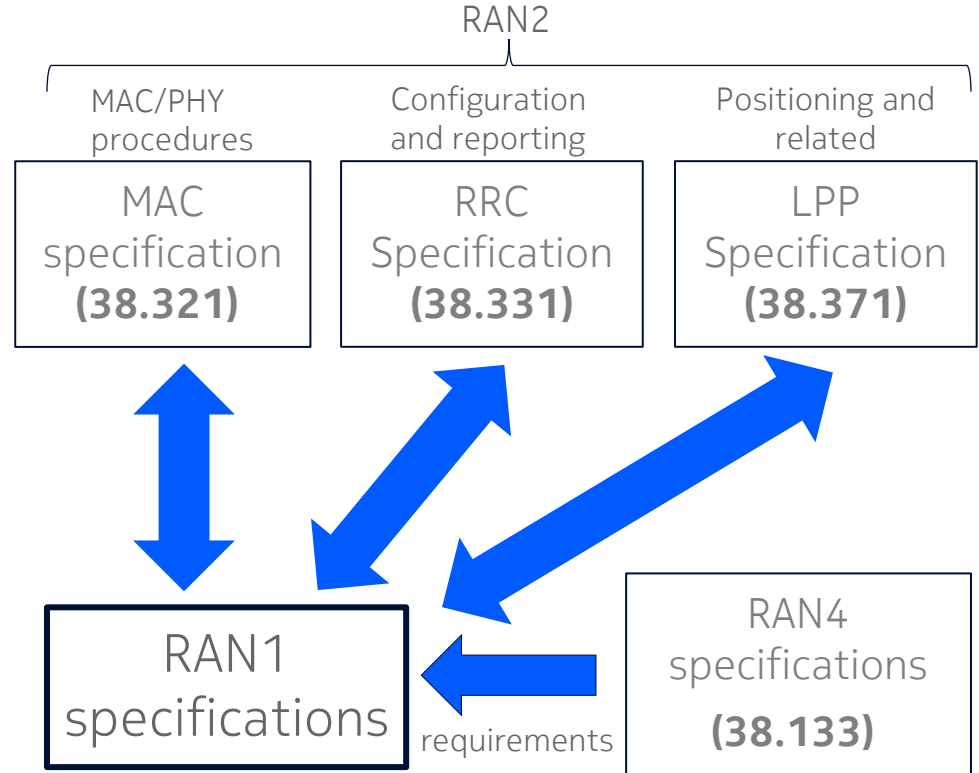 RAN2
MAC/PHY
procedures
Configuration
and reporting
Positioning and
related
MAC
specification
(38.321)
RRC
Specification
(38.331)
LPP
Specification
(38.371)
RAN1
specifications
requirements
RAN4
specifications
(38.133)